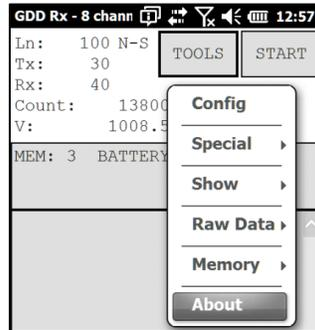 GDD Rx - 8 chann 12:57
Ln: 100 N-S
Tx: 30
Rx: 40
Count: 13800
V: 1008.5
TOOLS START
MEM: 3 BATTERY
Config
Special
Show
Raw Data
Memory
About